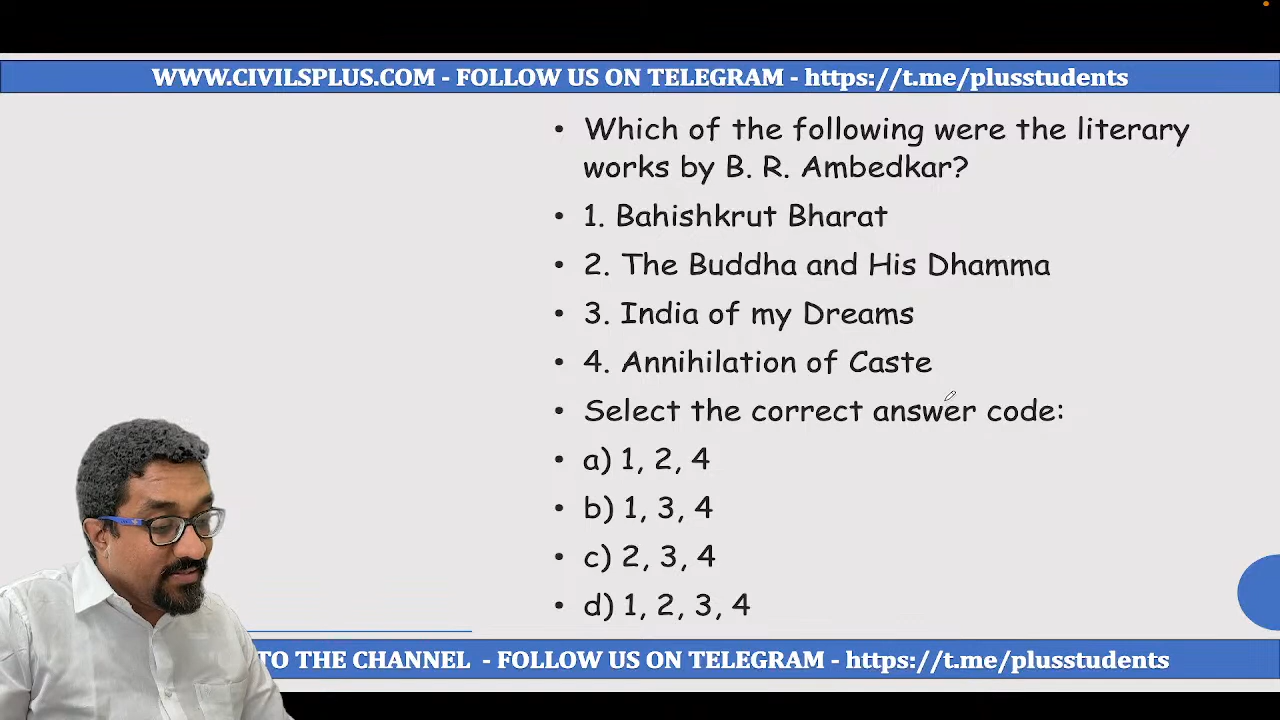 WWW.CIVILSPLUS.COM - FOLLOW US ON TELEGRAM - https://t.me/plusstudents
• Which of the following were the literary
works by B. R. Ambedkar?
• 1. Bahishkrut Bharat
• 2. The Buddha and His Dhamma
• 3. India of my Dreams
• 4. Annihilation of Caste
• Select the correct answer code:
• a) 1, 2, 4
• b) 1, 3, 4
• c) 2, 3, 4
• d) 1, 2, 3, 4
TO THE CHANNEL - FOLLOW US ON TELEGRAM - https://t.me/plusstudents